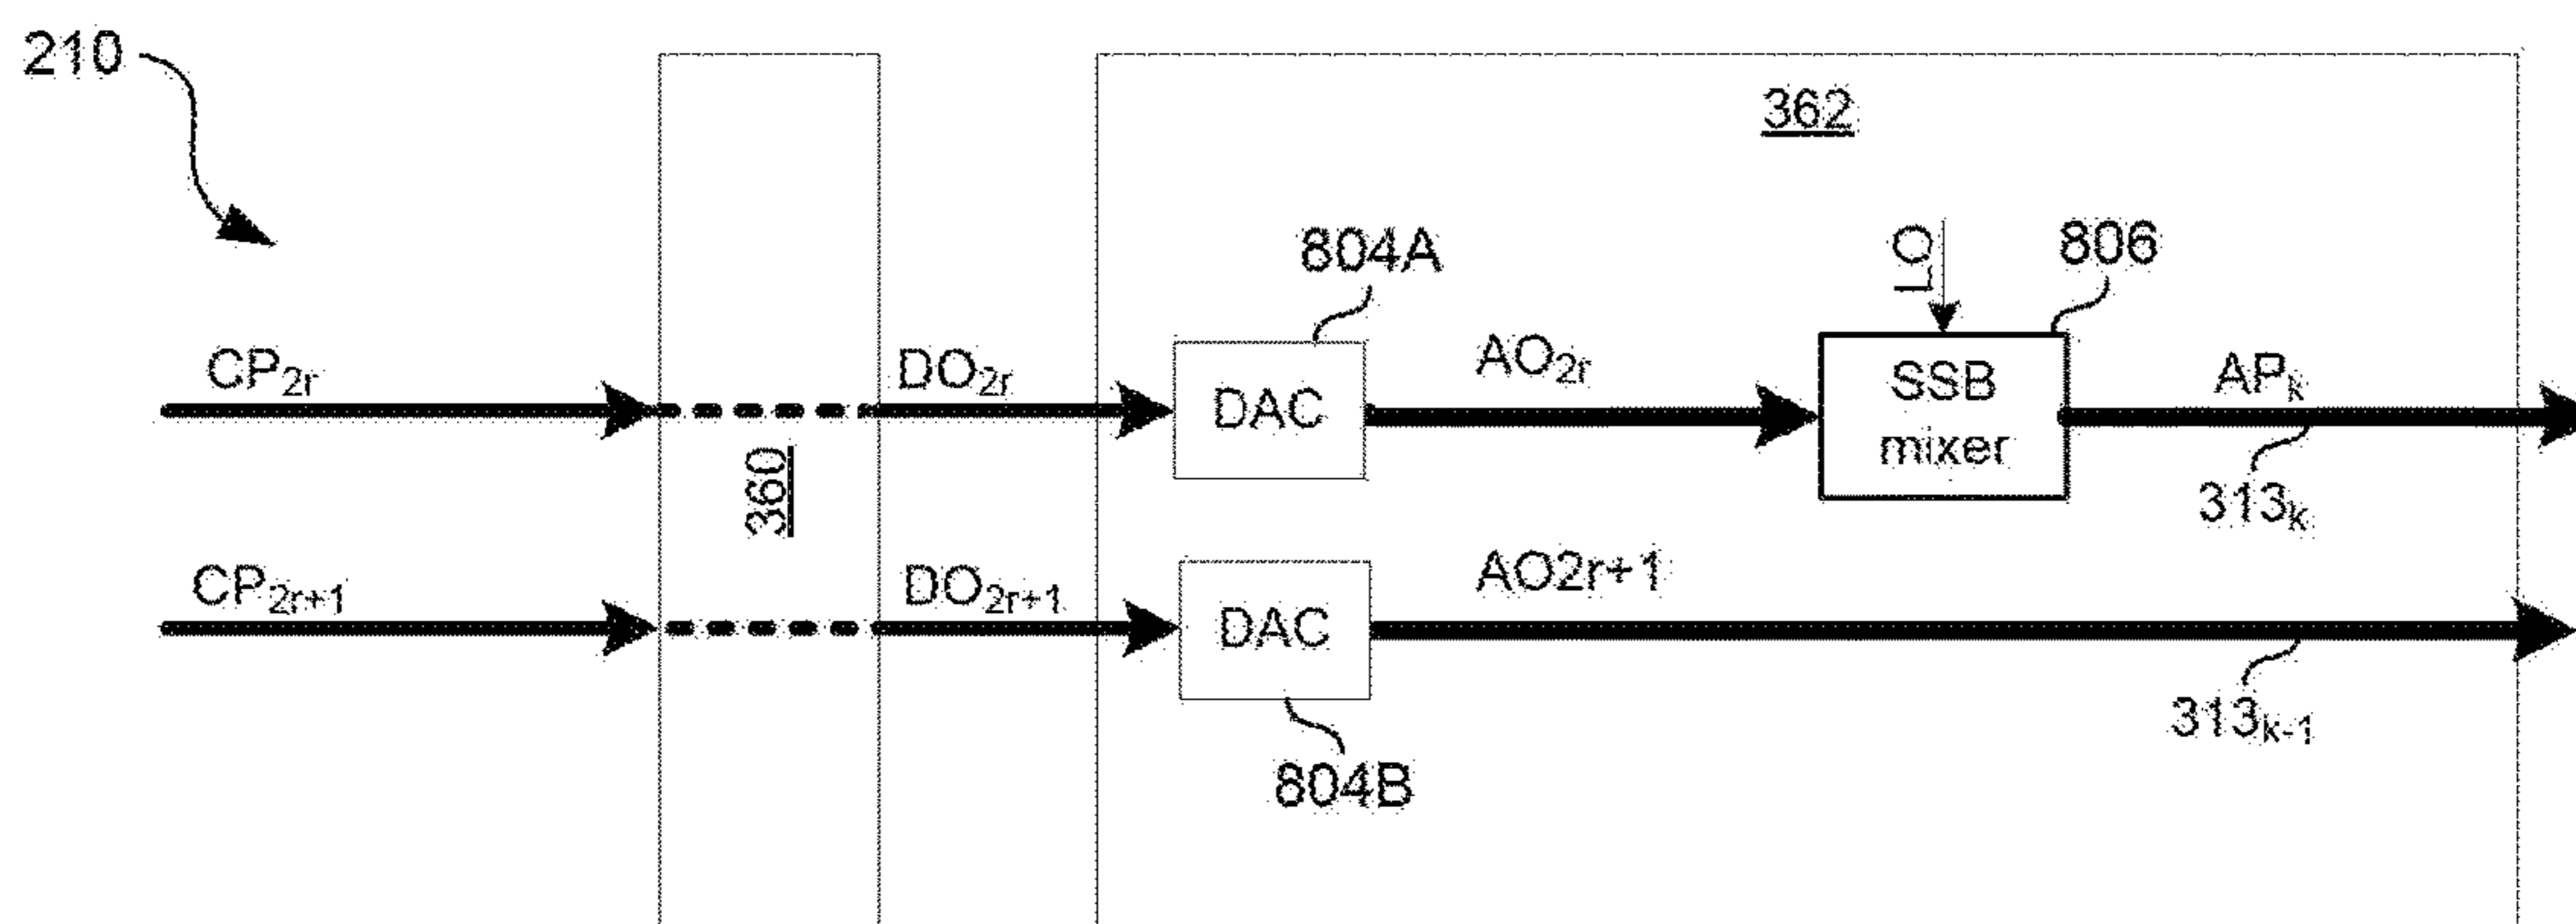 210
362
804A
LO
806
CP2r
DO2r
DAC
AO2r
SSB
mixer
APk
313k
360
CP2r+1
DO2r+1
DAC
AO2r+1
313k-1
804B